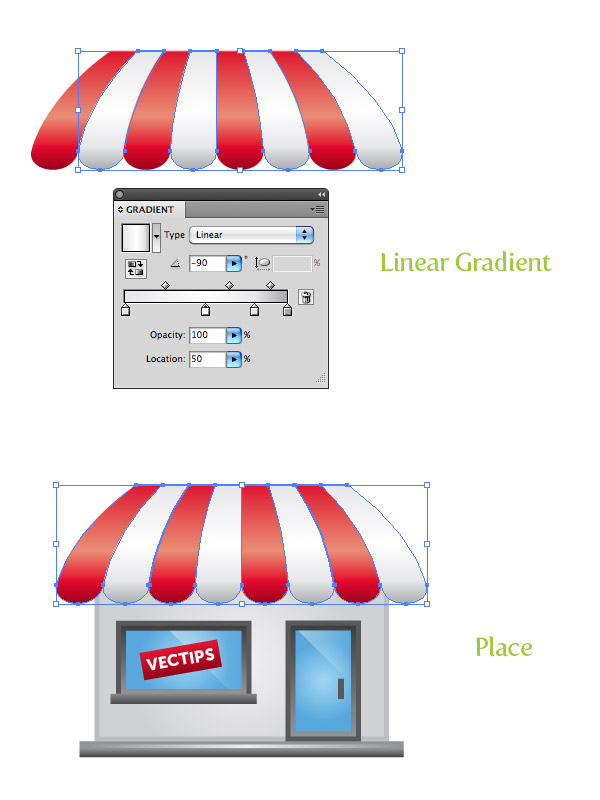 GRADIENT
Type Linear
-90 ° %
Linear Gradient
Opacity: 100 %
Location: 50 %
VECTIPS
Place